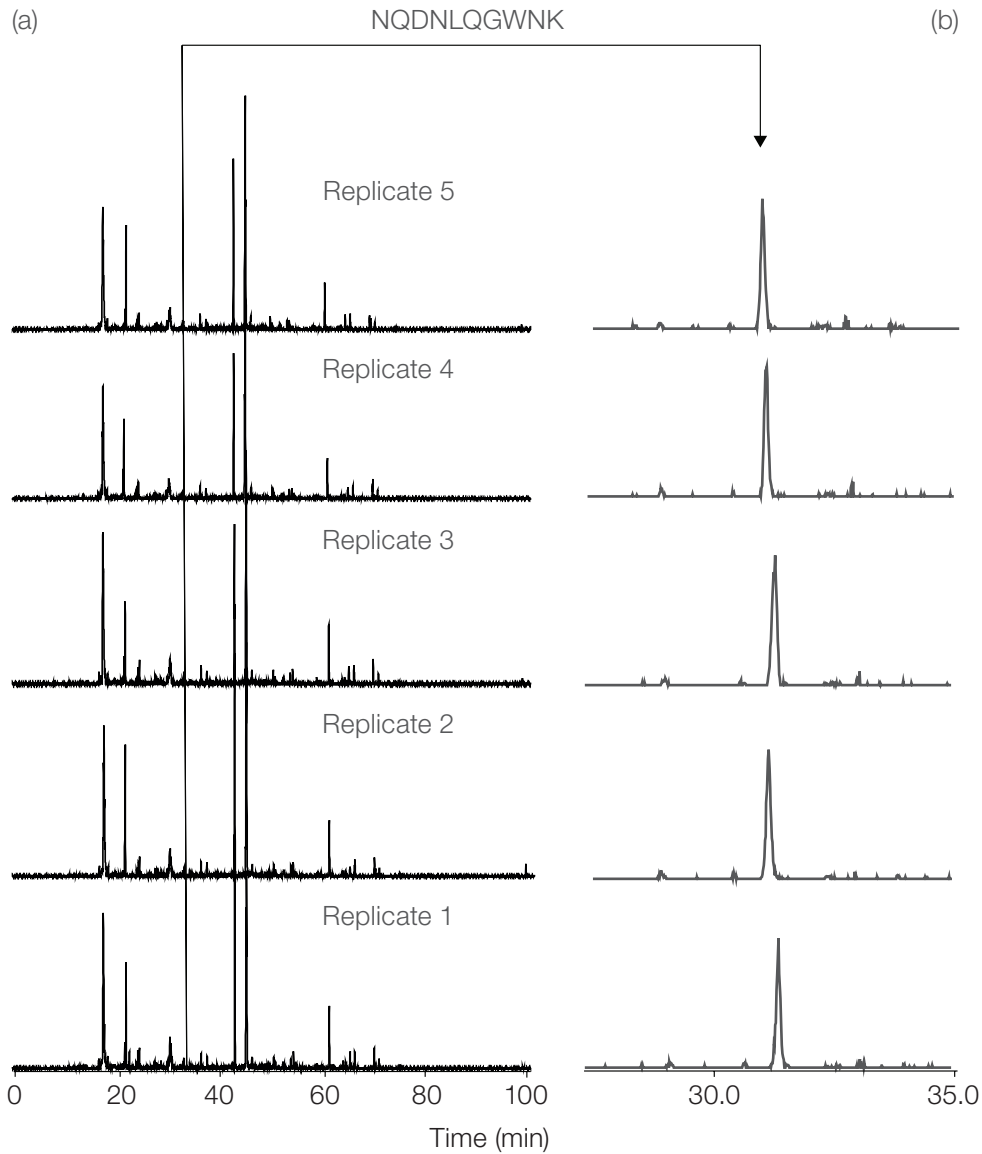 (a) NQDNLQGWNK (b)
Replicate 5
Replicate 4
Replicate 3
Replicate 2
Replicate 1
0 20 40 60 80 100 30.0 35.0
Time (min)